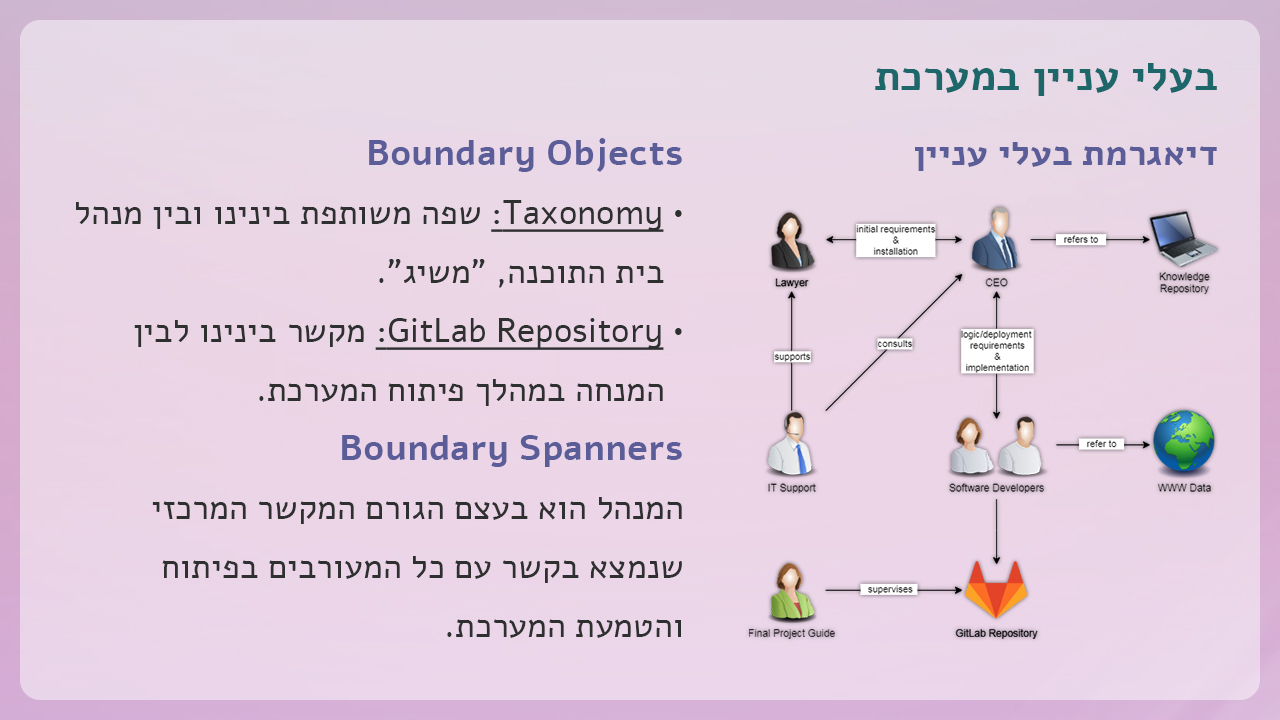 בעלי עניין במערכת
דיאגרמת בעלי עניין
initial requirements
&
installation
refers to
Lawyer
CEO
Knowledge
Repository
supports
consults
logic/deployment
requirements
&
implementation
refer to
IT Support
Software Developers
WWW Data
supervises
Final Project Guide
GitLab Repository
Boundary Objects
• Taxonomy: שפה משותפת בינינו ובין מנהל
בית התוכנה, "משיג".
• GitLab Repository: מקשר בינינו לבין
המנחה במהלך פיתוח המערכת.
Boundary Spanners
המנהל הוא בעצם הגורם המקשר המרכזי
שנמצא בקשר עם כל המעורבים בפיתוח
והטמעת המערכת.